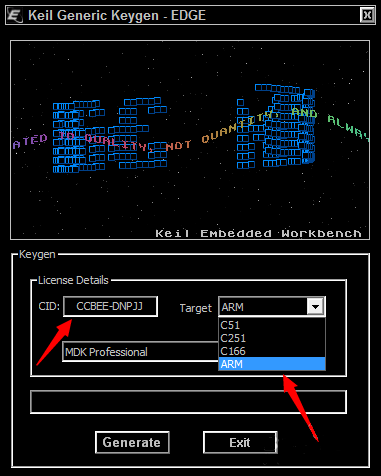 Keil Generic Keygen - EDGE
ATED TO QUALITY, NOT QUANTITY, AND ALWAY
Keil Embedded Workbench
Keygen
License Details
CID: CCBEE-DNPJJ Target ARM
C51
C251
C166
MDK Professional
ARM
Generate Exit